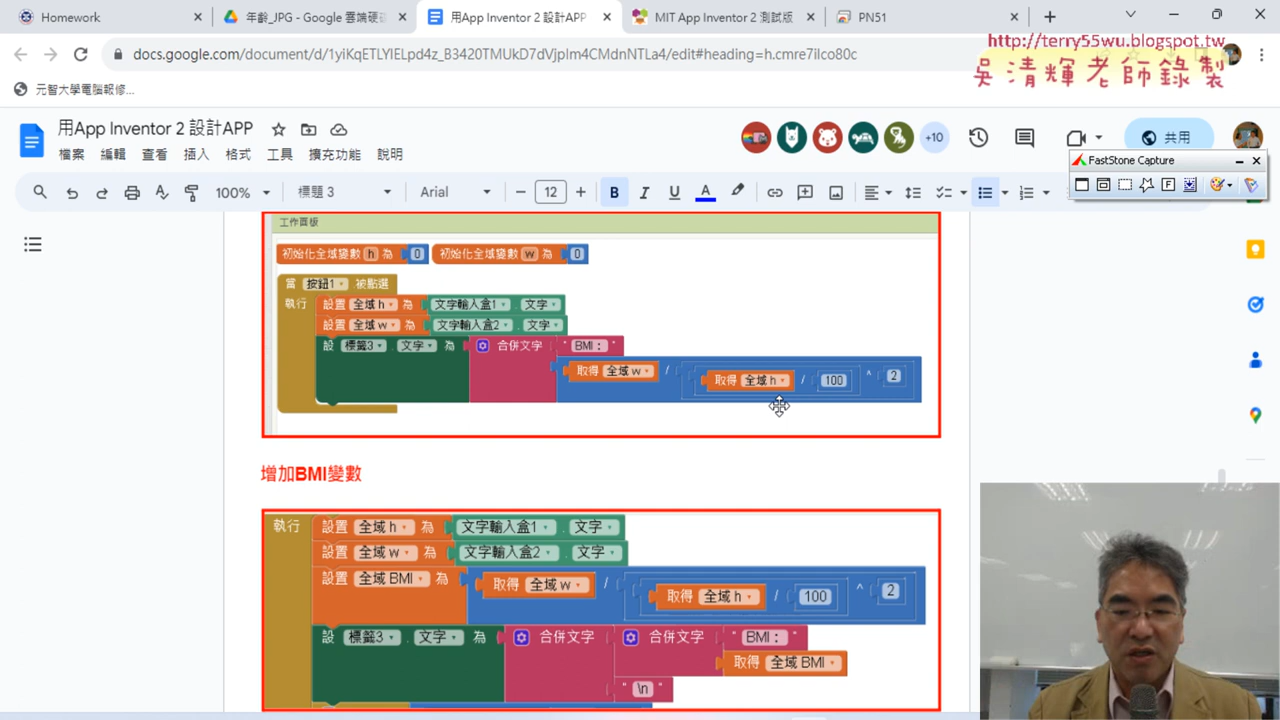 Homework
年齡_JPG - Google 雲端硬
用App Inventor 2 設計APP
MIT App Inventor 2 測試版
PN51
docs.google.com/document/d/1yiKqETLYlELpd4z_B3420TMUkD7dVjpIm4CMdnNTLa4/edit#heading=h.cmre7ilco80c
http://terry55wu.blogspot.tw
吳清輝老師錄製
元智大學電腦報修...
用App Inventor 2 設計APP
檔案 編輯 查看 插入 格式 工具 擴充功能 說明
+10
共用
FastStone Capture
100%
標題 3
Arial
12
B I U A
工作面板
初始化全域變數 h 為 0 初始化全域變數 w 為 0
當 按鈕1 .被點選
執行 設置 全域 h 為 文字輸入盒1 . 文字
設置 全域 w 為 文字輸入盒2 . 文字
設 標籤3 . 文字 為 合併文字 " BMI： "
取得 全域 w / 取得 全域 h / 100 ^ 2
增加BMI變數
執行 設置 全域 h 為 文字輸入盒1 . 文字
設置 全域 w 為 文字輸入盒2 . 文字
設置 全域 BMI 為 取得 全域 w / 取得 全域 h / 100 ^ 2
設 標籤3 . 文字 為 合併文字 合併文字 " BMI： "
取得 全域 BMI
" \n "